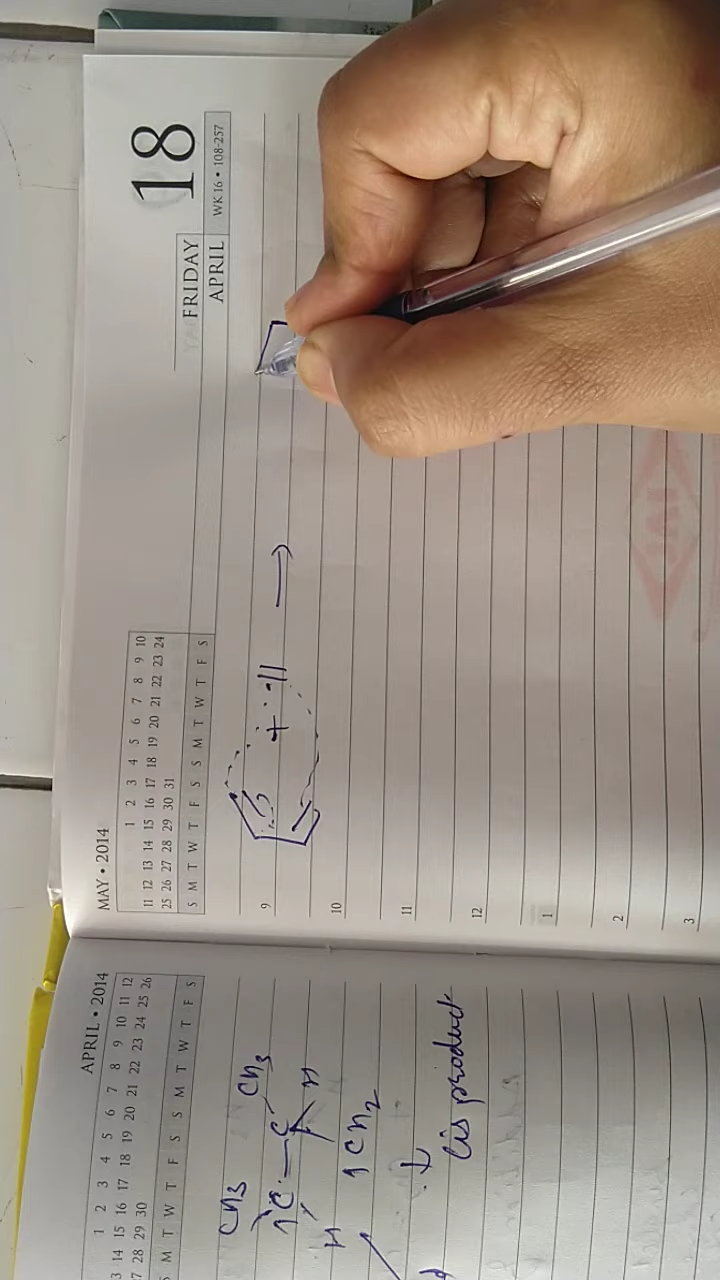 18
FRIDAY
APRIL
WK 16 • 108-257
MAY • 2014
1 2 3 4 5 6 7 8 9 10
11 12 13 14 15 16 17 18 19 20 21 22 23 24
25 26 27 28 29 30 31
S M T W T F S S M T W T F S
+ || →
9
10
11
12
1
2
3
APRIL • 2014
1 2 3 4 5 6 7 8 9 10 11 12
3 14 15 16 17 18 19 20 21 22 23 24 25 26
7 28 29 30
S M T W T F S S M T W T F S
CH3
CH3
C — C
H H
1CH2
↓
Cis product